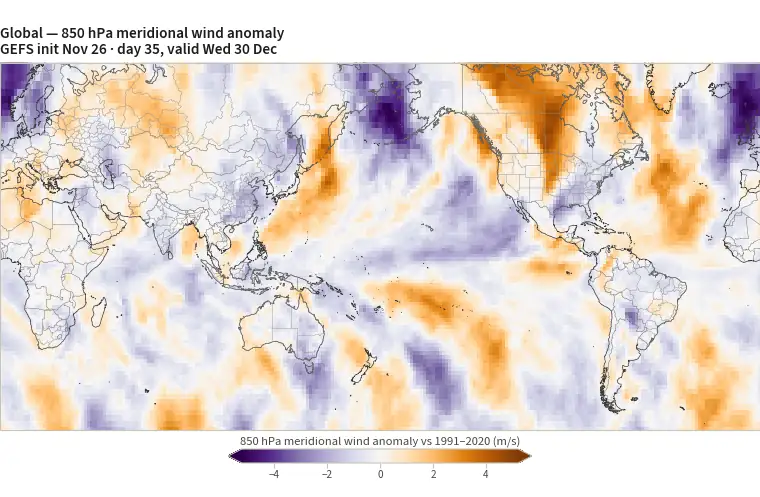 Global — 850 hPa meridional wind anomaly
GEFS init Nov 26 · day 35, valid Wed 30 Dec
850 hPa meridional wind anomaly vs 1991–2020 (m/s)
−4 −2 0 2 4